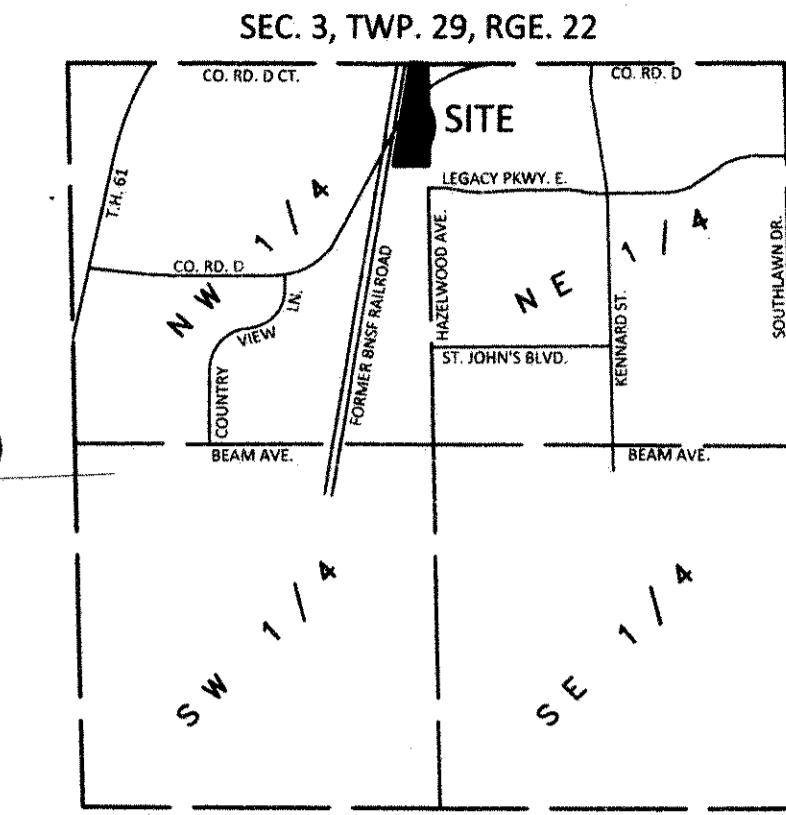 SEC. 3, TWP. 29, RGE. 22
CO. RD. D CT.
CO. RD. D
SITE
T.H. 61
LEGACY PKWY. E.
NW 1/4
NE 1/4
CO. RD. D
HAZELWOOD AVE.
SOUTHLAWN DR.
COUNTRY
VIEW
LN.
FORMER BNSF RAILROAD
ST. JOHN'S BLVD.
KENNARD ST.
BEAM AVE.
BEAM AVE.
SW 1/4
SE 1/4